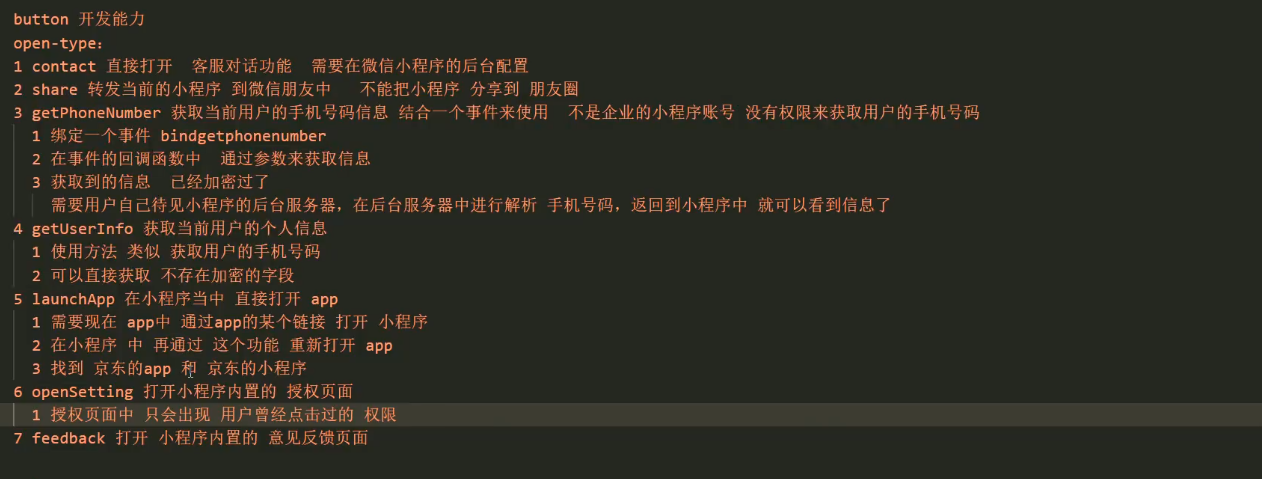 button 开发能力
open-type:
1 contact 直接打开  客服对话功能  需要在微信小程序的后台配置
2 share 转发当前的小程序 到微信朋友中   不能把小程序 分享到 朋友圈
3 getPhoneNumber 获取当前用户的手机号码信息 结合一个事件来使用  不是企业的小程序账号 没有权限来获取用户的手机号码
1 绑定一个事件 bindgetphonenumber
2 在事件的回调函数中  通过参数来获取信息
3 获取到的信息  已经加密过了
需要用户自己待见小程序的后台服务器，在后台服务器中进行解析 手机号码，返回到小程序中 就可以看到信息了
4 getUserInfo 获取当前用户的个人信息
1 使用方法 类似 获取用户的手机号码
2 可以直接获取 不存在加密的字段
5 launchApp 在小程序当中 直接打开 app
1 需要现在 app中 通过app的某个链接 打开 小程序
2 在小程序 中 再通过 这个功能 重新打开 app
3 找到 京东的app 和 京东的小程序
6 openSetting 打开小程序内置的 授权页面
1 授权页面中 只会出现 用户曾经点击过的 权限
7 feedback 打开 小程序内置的 意见反馈页面